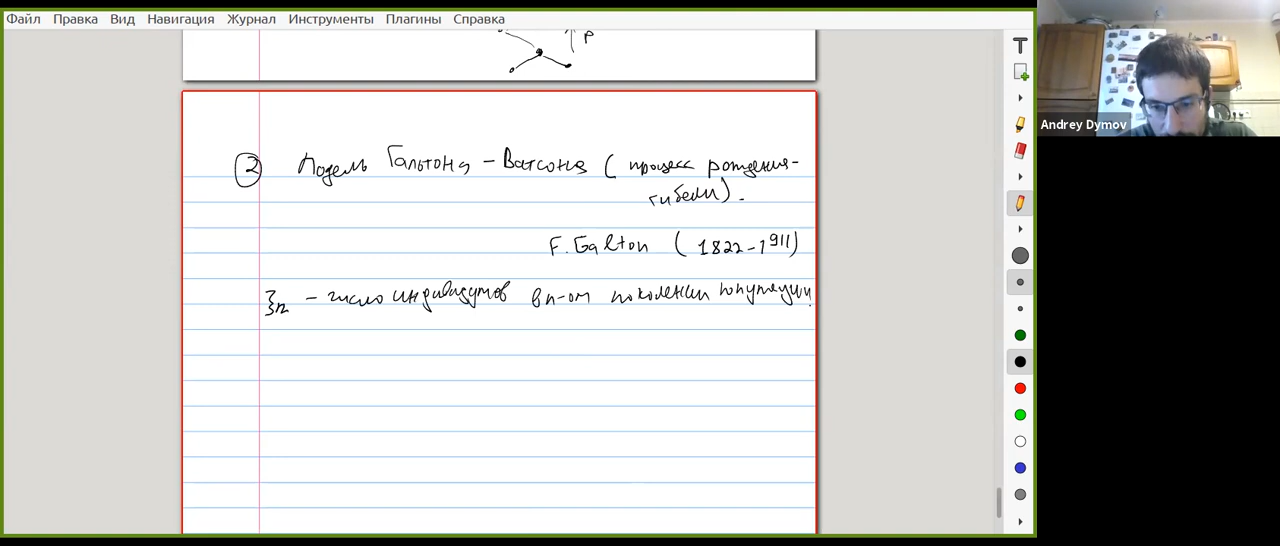 Файл Правка Вид Навигация Журнал Инструменты Плагины Справка
P
Andrey Dymov
② Модель Гальтона – Ватсона ( процесс рождения-
гибели) .
F. Galton ( 1822 – 1911)
ξn – число индивидуумов в n-ом поколении популяции.